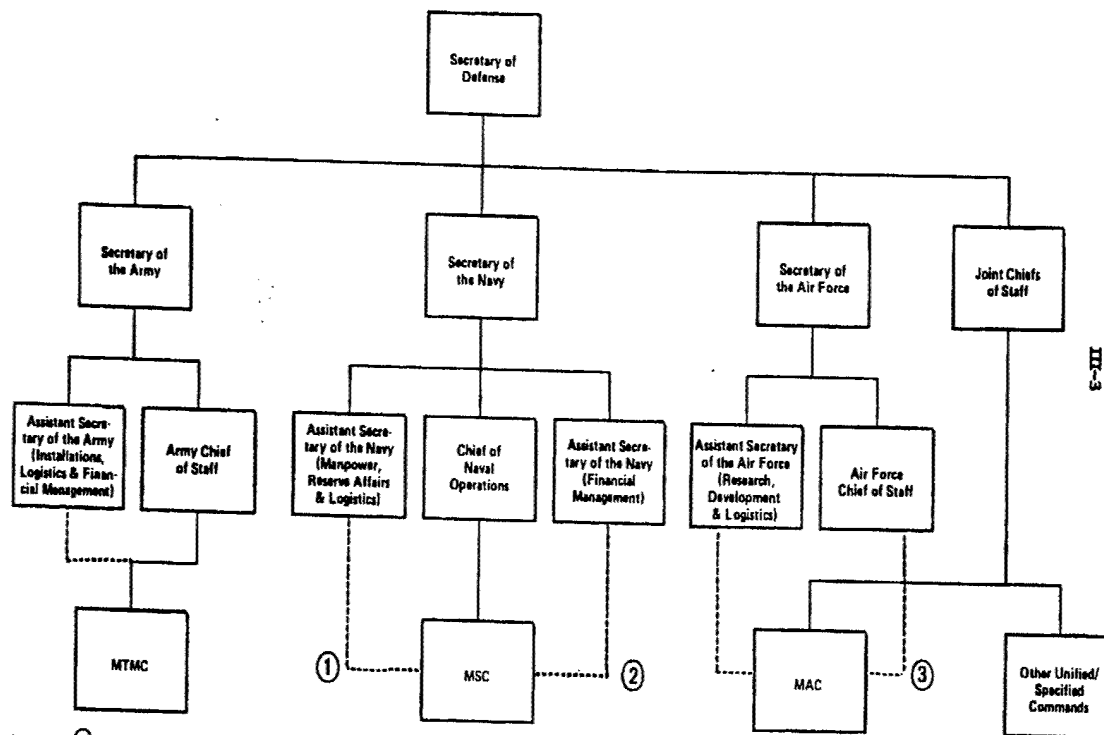 Secretary of
Defense
Secretary of
the Army
Secretary of
the Navy
Secretary of
the Air Force
Joint Chiefs
of Staff
III-3
Assistant Secre-
tary of the Army
(Installations,
Logistics & Finan-
cial Management)
Army Chief
of Staff
Assistant Secre-
tary of the Navy
(Manpower,
Reserve Affairs
& Logistics)
Chief of
Naval
Operations
Assistant Secre-
tary of the Navy
(Financial
Management)
Assistant Secretary
of the Air Force
(Research,
Development
& Logistics)
Air Force
Chief of Staff
MTMC
1
MSC
2
MAC
3
Other Unified/
Specified
Commands